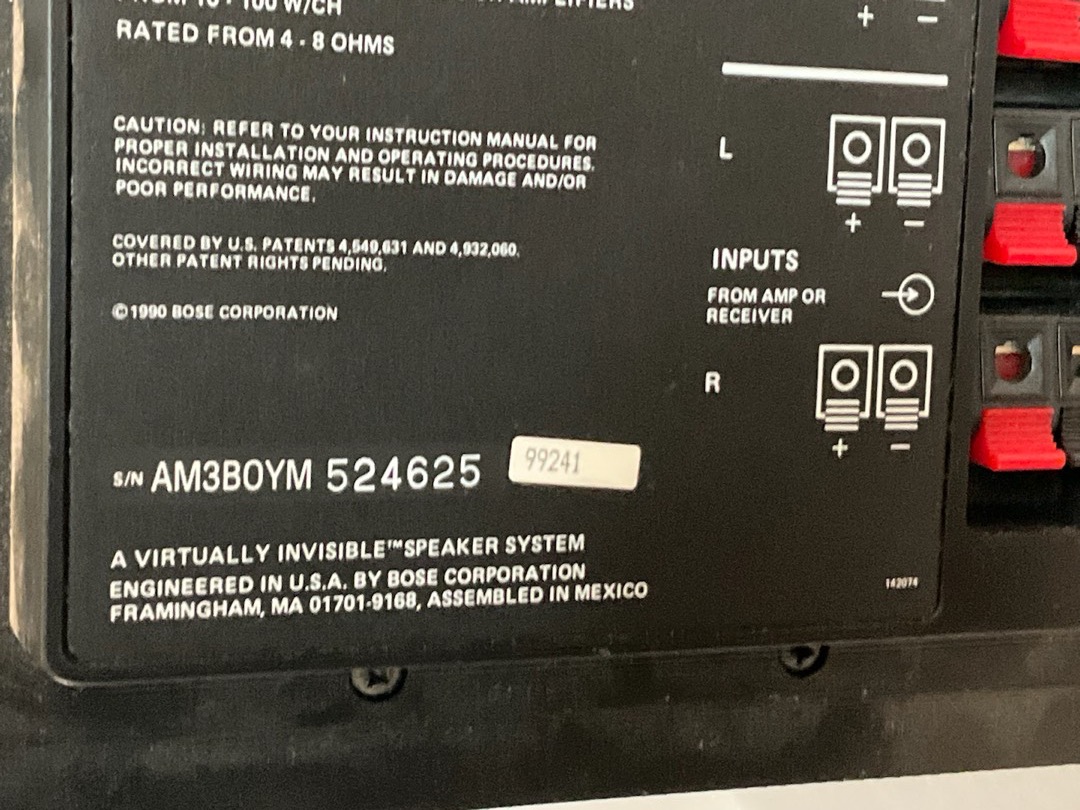 100 W/CH
RATED FROM 4 - 8 OHMS
+ −
CAUTION: REFER TO YOUR INSTRUCTION MANUAL FOR
PROPER INSTALLATION AND OPERATING PROCEDURES.
INCORRECT WIRING MAY RESULT IN DAMAGE AND/OR
POOR PERFORMANCE.
COVERED BY U.S. PATENTS 4,549,631 AND 4,932,060.
OTHER PATENT RIGHTS PENDING.
©1990 BOSE CORPORATION
L
+ −
INPUTS
FROM AMP OR
RECEIVER
R
+ −
S/N AM3BOYM 524625 99241
A VIRTUALLY INVISIBLE™ SPEAKER SYSTEM
ENGINEERED IN U.S.A. BY BOSE CORPORATION
FRAMINGHAM, MA 01701-9168, ASSEMBLED IN MEXICO
142074